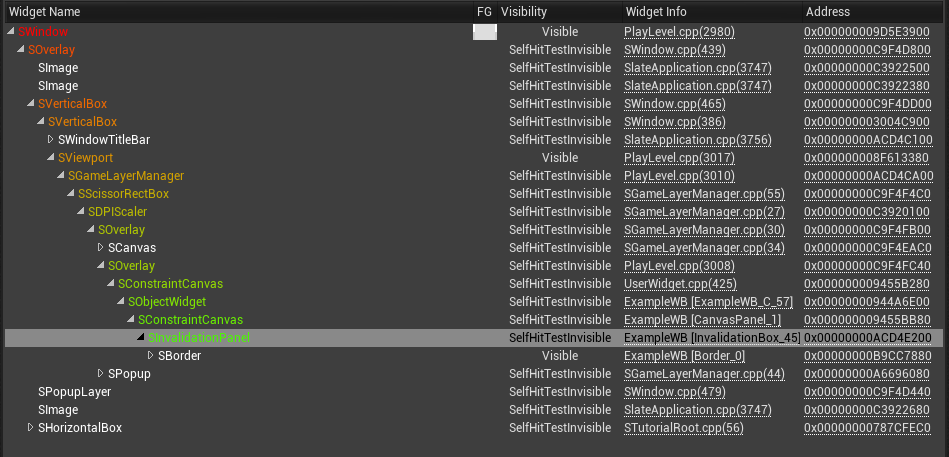 Widget Name FG Visibility Widget Info Address
SWindow Visible PlayLevel.cpp(2980) 0x000000009D5E3900
SOverlay SelfHitTestInvisible SWindow.cpp(439) 0x00000000C9F4D800
SImage SelfHitTestInvisible SlateApplication.cpp(3747) 0x00000000C3922500
SImage SelfHitTestInvisible SlateApplication.cpp(3747) 0x00000000C3922380
SVerticalBox SelfHitTestInvisible SWindow.cpp(465) 0x00000000C9F4DD00
SVerticalBox SelfHitTestInvisible SWindow.cpp(386) 0x000000003004C900
SWindowTitleBar SelfHitTestInvisible SlateApplication.cpp(3756) 0x00000000ACD4C100
SViewport Visible PlayLevel.cpp(3017) 0x000000008F613380
SGameLayerManager SelfHitTestInvisible PlayLevel.cpp(3010) 0x00000000ACD4CA00
SScissorRectBox SelfHitTestInvisible SGameLayerManager.cpp(55) 0x00000000C9F4F4C0
SDPIScaler SelfHitTestInvisible SGameLayerManager.cpp(27) 0x00000000C3920100
SOverlay SelfHitTestInvisible SGameLayerManager.cpp(30) 0x00000000C9F4FB00
SCanvas SelfHitTestInvisible SGameLayerManager.cpp(34) 0x00000000C9F4EAC0
SOverlay SelfHitTestInvisible PlayLevel.cpp(3008) 0x00000000C9F4FC40
SConstraintCanvas SelfHitTestInvisible UserWidget.cpp(425) 0x000000009455B280
SObjectWidget SelfHitTestInvisible ExampleWB [ExampleWB_C_57] 0x00000000944A6E00
SConstraintCanvas SelfHitTestInvisible ExampleWB [CanvasPanel_1] 0x000000009455BB80
SInvalidationPanel SelfHitTestInvisible ExampleWB [InvalidationBox_45] 0x00000000ACD4E200
SBorder Visible ExampleWB [Border_0] 0x00000000B9CC7880
SPopup SelfHitTestInvisible SGameLayerManager.cpp(44) 0x00000000A6696080
SPopupLayer SelfHitTestInvisible SWindow.cpp(479) 0x00000000C9F4D440
SImage SelfHitTestInvisible SlateApplication.cpp(3747) 0x00000000C3922680
SHorizontalBox SelfHitTestInvisible STutorialRoot.cpp(56) 0x00000000787CFEC0